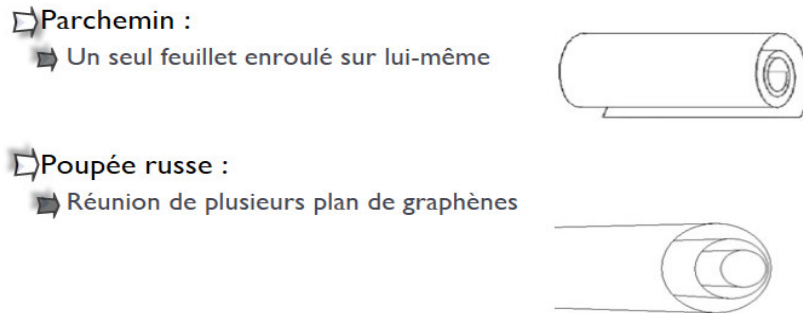 Parchemin :
Un seul feuillet enroulé sur lui-même
Poupée russe :
Réunion de plusieurs plan de graphènes